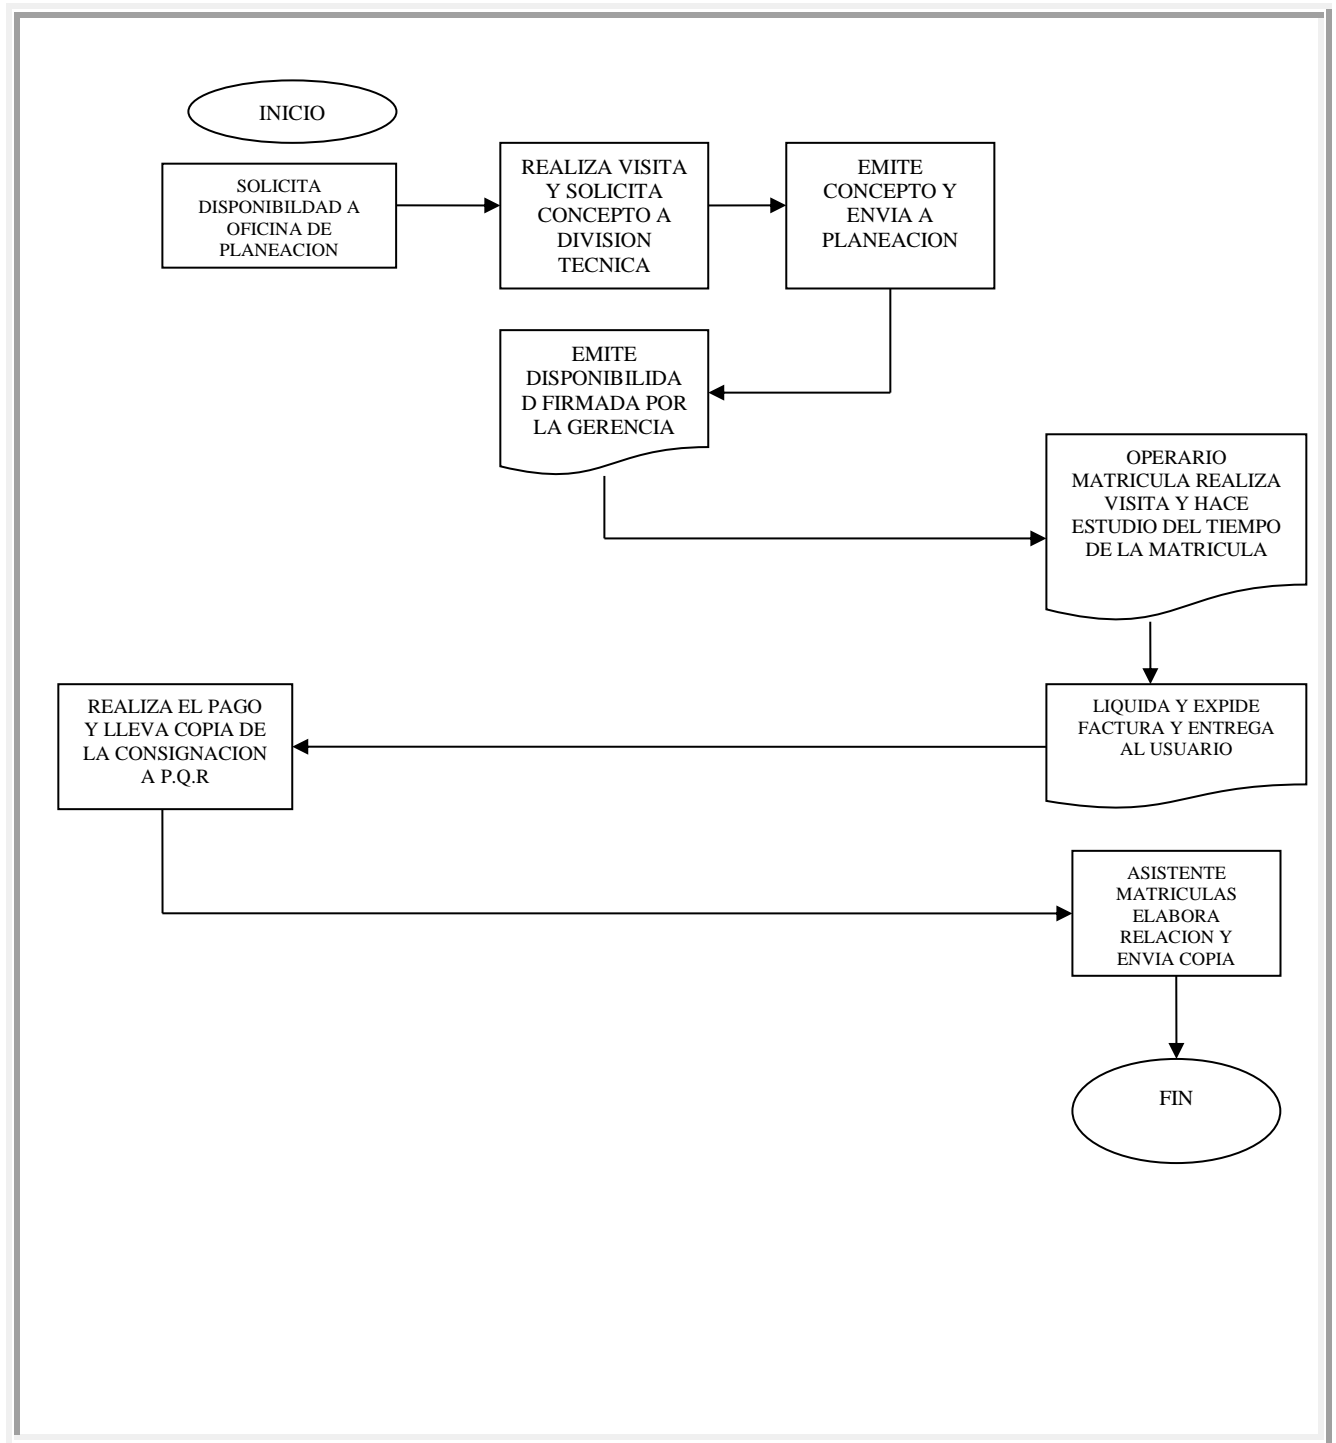 INICIO
SOLICITA
DISPONIBILDAD A
OFICINA DE
PLANEACION
REALIZA VISITA
Y SOLICITA
CONCEPTO A
DIVISION
TECNICA
EMITE
CONCEPTO Y
ENVIA A
PLANEACION
EMITE
DISPONIBILIDA
D FIRMADA POR
LA GERENCIA
OPERARIO
MATRICULA REALIZA
VISITA Y HACE
ESTUDIO DEL TIEMPO
DE LA MATRICULA
LIQUIDA Y EXPIDE
FACTURA Y ENTREGA
AL USUARIO
REALIZA EL PAGO
Y LLEVA COPIA DE
LA CONSIGNACION
A P.Q.R
ASISTENTE
MATRICULAS
ELABORA
RELACION Y
ENVIA COPIA
FIN